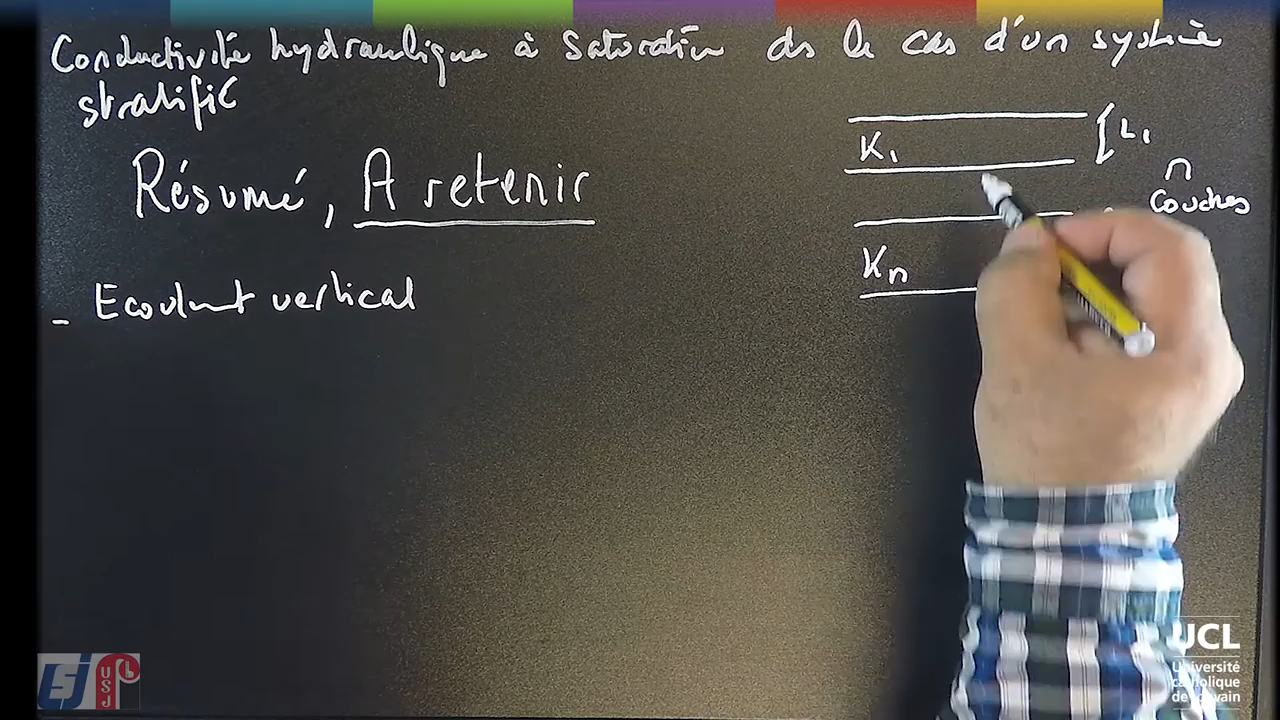 Conductivité hydraulique à Saturation ds le cas d'un système
stratifié
Résumé, A retenir
K1
L1
n
Couches
Kn
- Ecoulmt vertical
UCL
Université
catholique
de Louvain
USJ